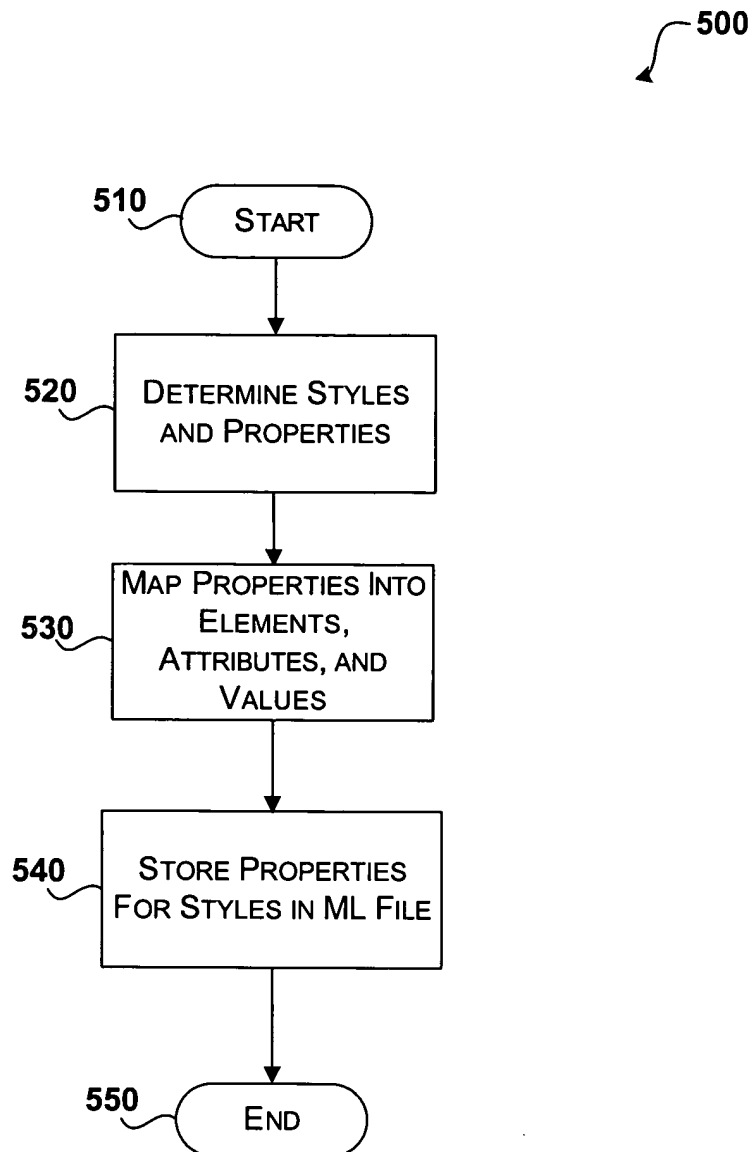 500
510
START
520
DETERMINE STYLES
AND PROPERTIES
530
MAP PROPERTIES INTO
ELEMENTS,
ATTRIBUTES, AND
VALUES
540
STORE PROPERTIES
FOR STYLES IN ML FILE
550
END